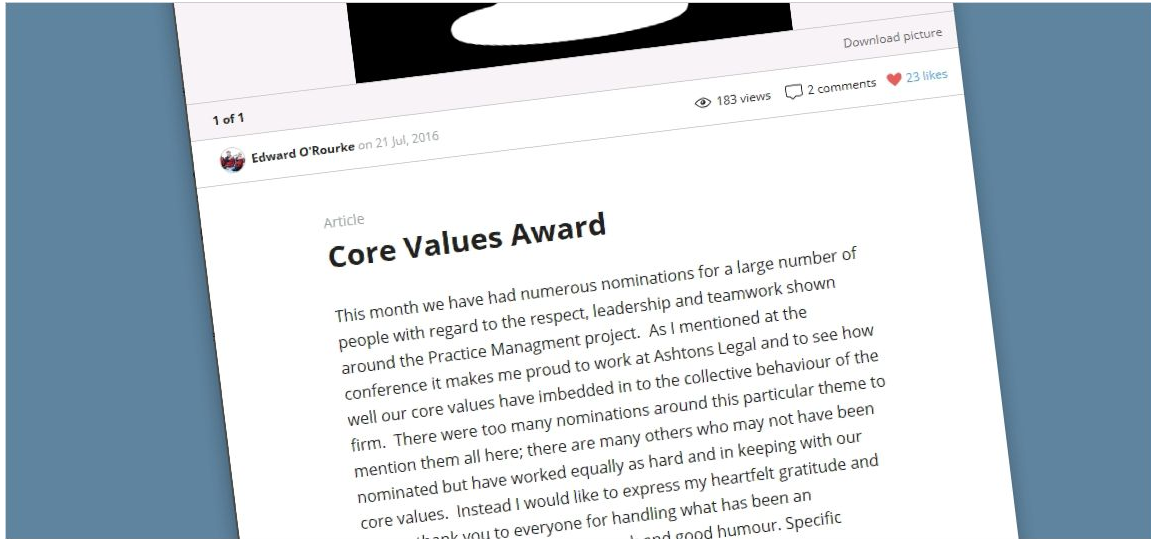 Download picture
1 of 1
183 views
2 comments
23 likes
Edward O'Rourke on 21 Jul, 2016
Article
Core Values Award
This month we have had numerous nominations for a large number of
people with regard to the respect, leadership and teamwork shown
around the Practice Managment project. As I mentioned at the
conference it makes me proud to work at Ashtons Legal and to see how
well our core values have imbedded in to the collective behaviour of the
firm. There were too many nominations around this particular theme to
mention them all here; there are many others who may not have been
nominated but have worked equally as hard and in keeping with our
core values. Instead I would like to express my heartfelt gratitude and
thank you to everyone for handling what has been an
and good humour. Specific